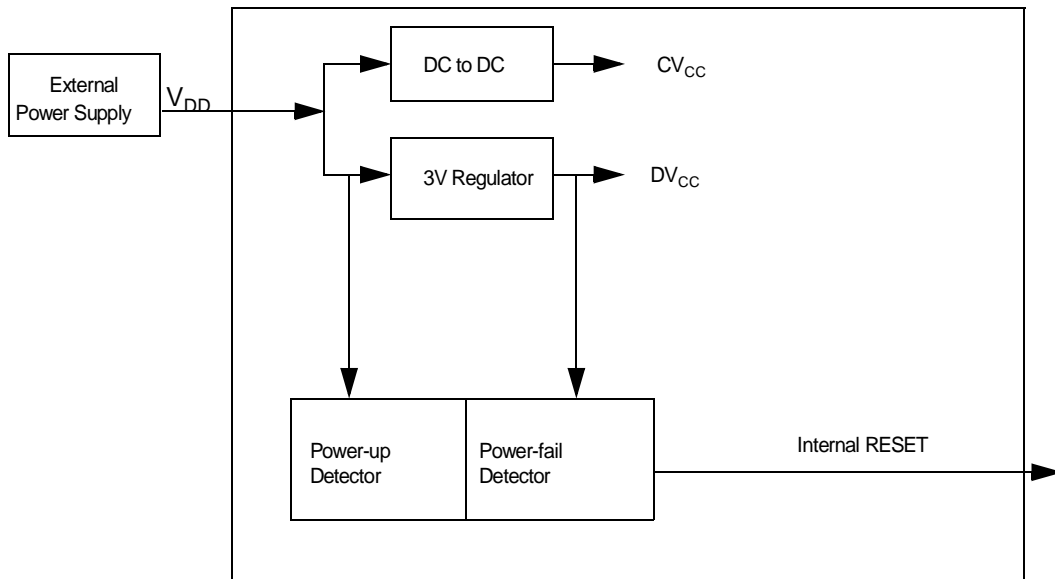 External
Power Supply
VDD
DC to DC
CVCC
3V Regulator
DVCC
Power-up
Detector
Power-fail
Detector
Internal RESET